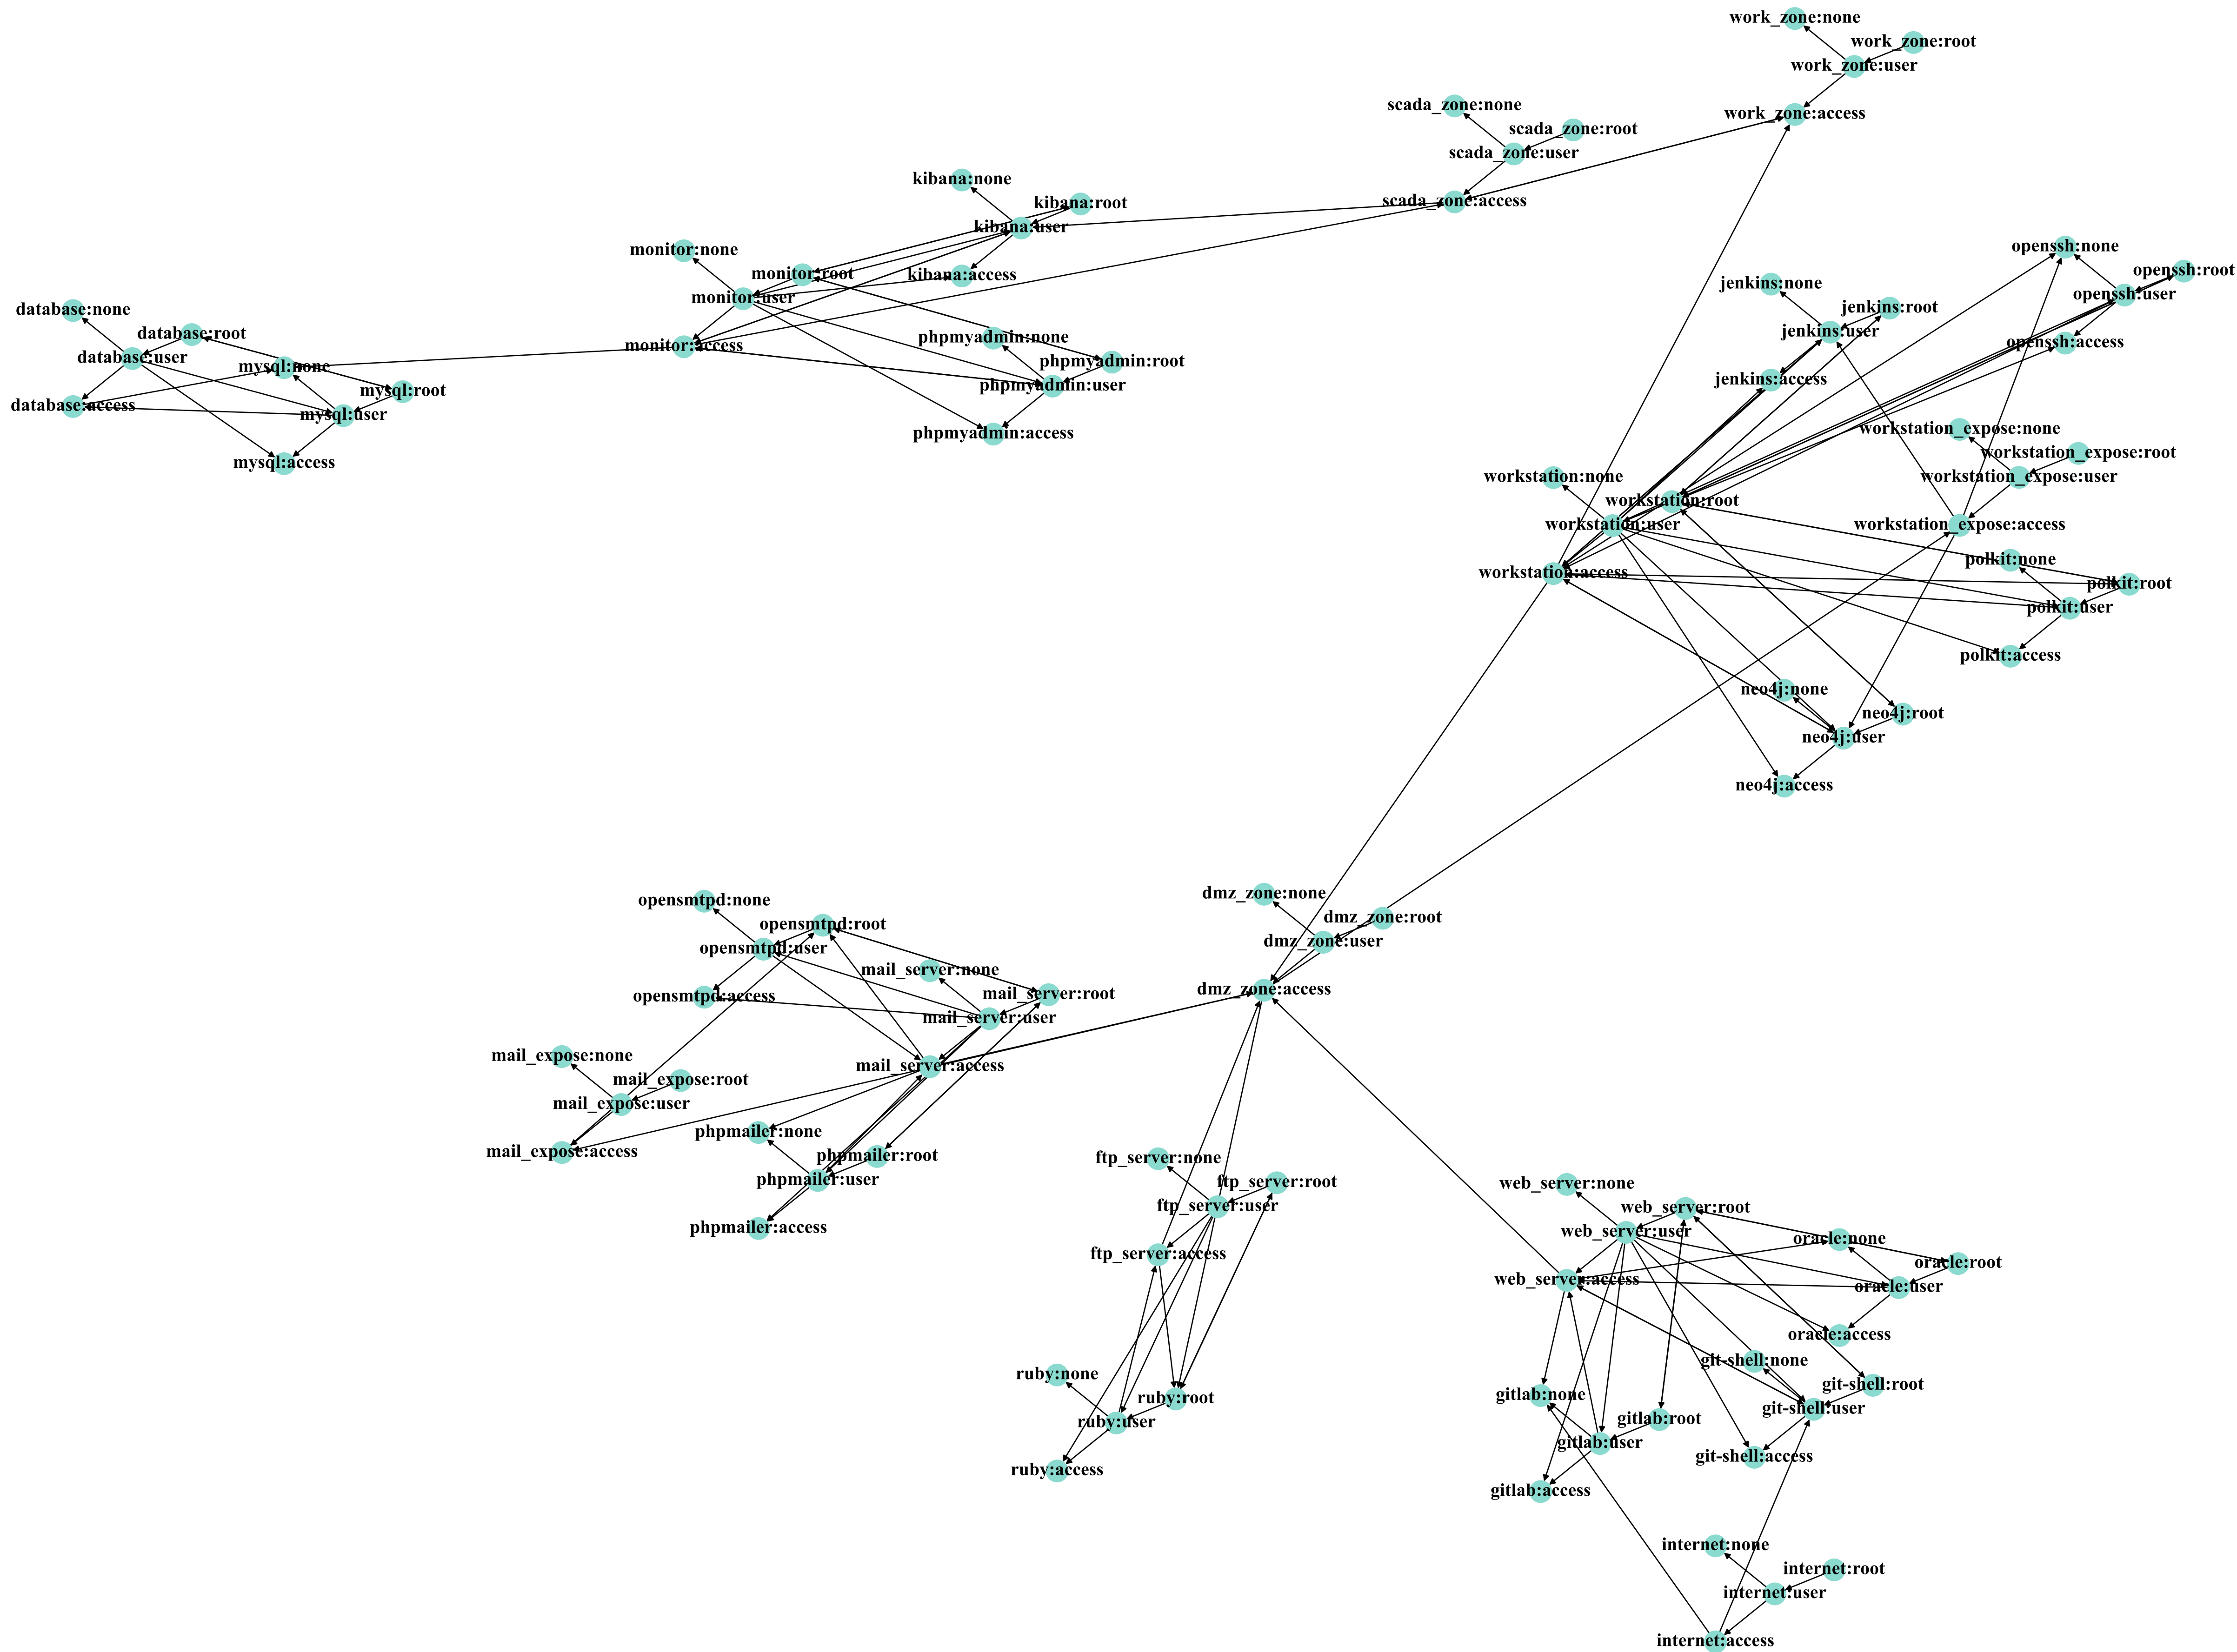 work_zone:none
work_zone:root
work_zone:user
work_zone:access
scada_zone:none
scada_zone:root
scada_zone:user
scada_zone:access
kibana:none
kibana:root
kibana:user
kibana:access
monitor:none
monitor:root
monitor:user
monitor:access
phpmyadmin:none
phpmyadmin:root
phpmyadmin:user
phpmyadmin:access
database:none
database:root
database:user
database:access
mysql:none
mysql:root
mysql:user
mysql:access
openssh:none
openssh:root
openssh:user
openssh:access
jenkins:none
jenkins:root
jenkins:user
jenkins:access
workstation_expose:none
workstation_expose:root
workstation_expose:user
workstation_expose:access
workstation:none
workstation:root
workstation:user
workstation:access
polkit:none
polkit:root
polkit:user
polkit:access
neo4j:none
neo4j:root
neo4j:user
neo4j:access
dmz_zone:none
dmz_zone:root
dmz_zone:user
dmz_zone:access
opensmtpd:none
opensmtpd:root
opensmtpd:user
opensmtpd:access
mail_server:none
mail_server:root
mail_server:user
mail_server:access
mail_expose:none
mail_expose:root
mail_expose:user
mail_expose:access
phpmailer:none
phpmailer:root
phpmailer:user
phpmailer:access
ftp_server:none
ftp_server:root
ftp_server:user
ftp_server:access
ruby:none
ruby:root
ruby:user
ruby:access
web_server:none
web_server:root
web_server:user
web_server:access
oracle:none
oracle:root
oracle:user
oracle:access
git-shell:none
git-shell:root
git-shell:user
git-shell:access
gitlab:none
gitlab:root
gitlab:user
gitlab:access
internet:none
internet:root
internet:user
internet:access